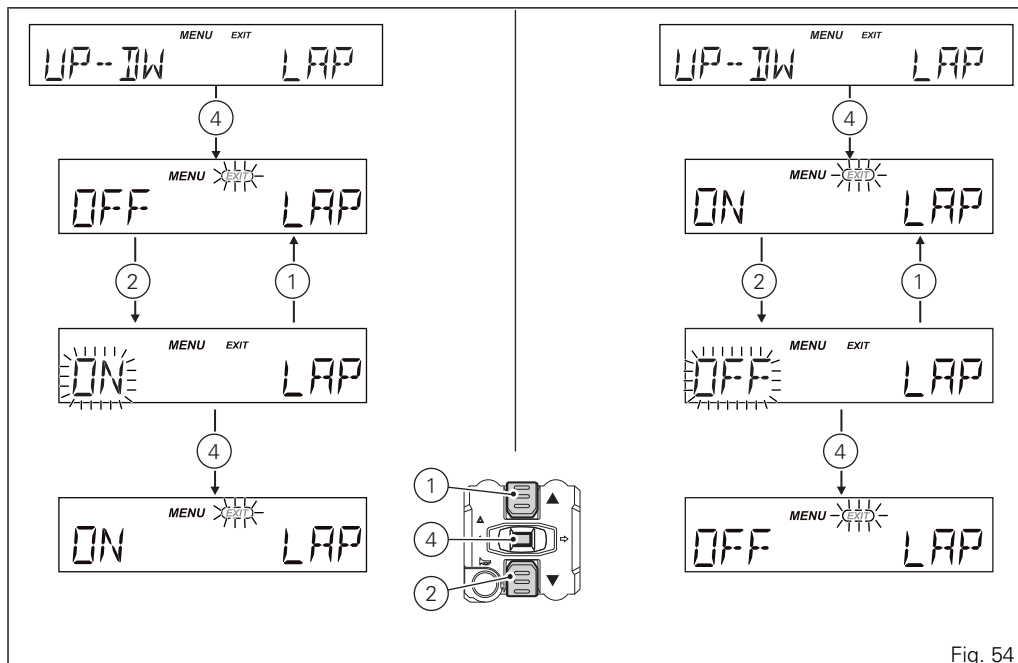 MENU EXIT
UP--DW LAP
4
MENU EXIT
OFF LAP
2 1
MENU EXIT
ON LAP
4
MENU EXIT
ON LAP
MENU EXIT
UP--DW LAP
4
MENU EXIT
ON LAP
2 1
MENU EXIT
OFF LAP
4
MENU EXIT
OFF LAP
1
4
2
Fig. 54